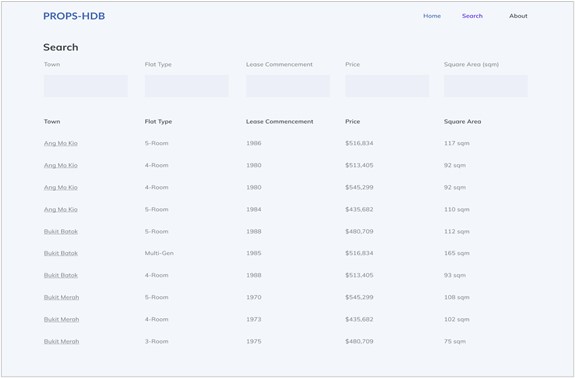 PROPS-HDB Home Search About
Search
Town Flat Type Lease Commencement Price Square Area (sqm)
Town Flat Type Lease Commencement Price Square Area
Ang Mo Kio 5-Room 1986 $516,834 117 sqm
Ang Mo Kio 4-Room 1980 $513,405 92 sqm
Ang Mo Kio 4-Room 1980 $545,299 92 sqm
Ang Mo Kio 5-Room 1984 $435,682 110 sqm
Bukit Batok 5-Room 1988 $480,709 112 sqm
Bukit Batok Multi-Gen 1985 $516,834 165 sqm
Bukit Batok 4-Room 1988 $513,405 93 sqm
Bukit Merah 5-Room 1970 $545,299 108 sqm
Bukit Merah 4-Room 1973 $435,682 102 sqm
Bukit Merah 3-Room 1975 $480,709 75 sqm